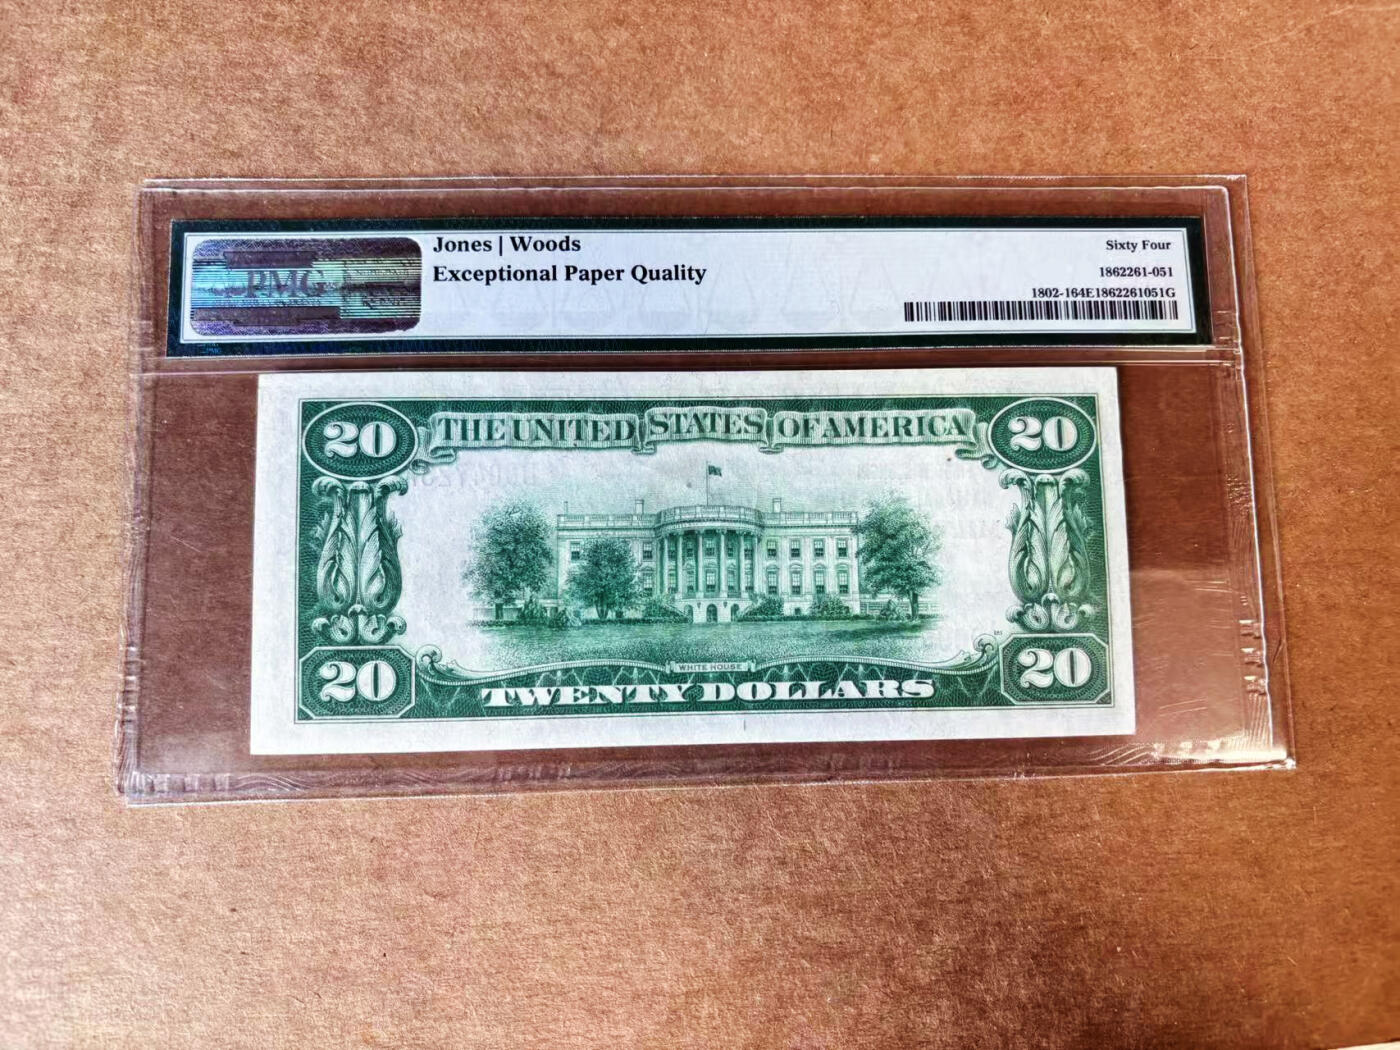 PMG
Jones | Woods
Exceptional Paper Quality
Sixty Four
1862261-051
1802-164E1862261051G
20
THE UNITED STATES OF AMERICA
20
WHITE HOUSE
20
TWENTY DOLLARS
20